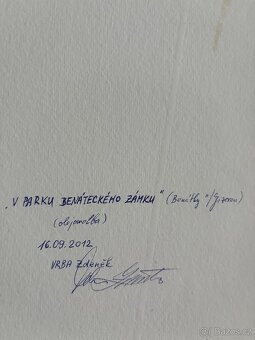 "V PARKU BENÁTECKÉHO ZÁMKU" (Benátky n/Jizerou)
(olejomalba)
16.09.2012
VRBA Zdeněk